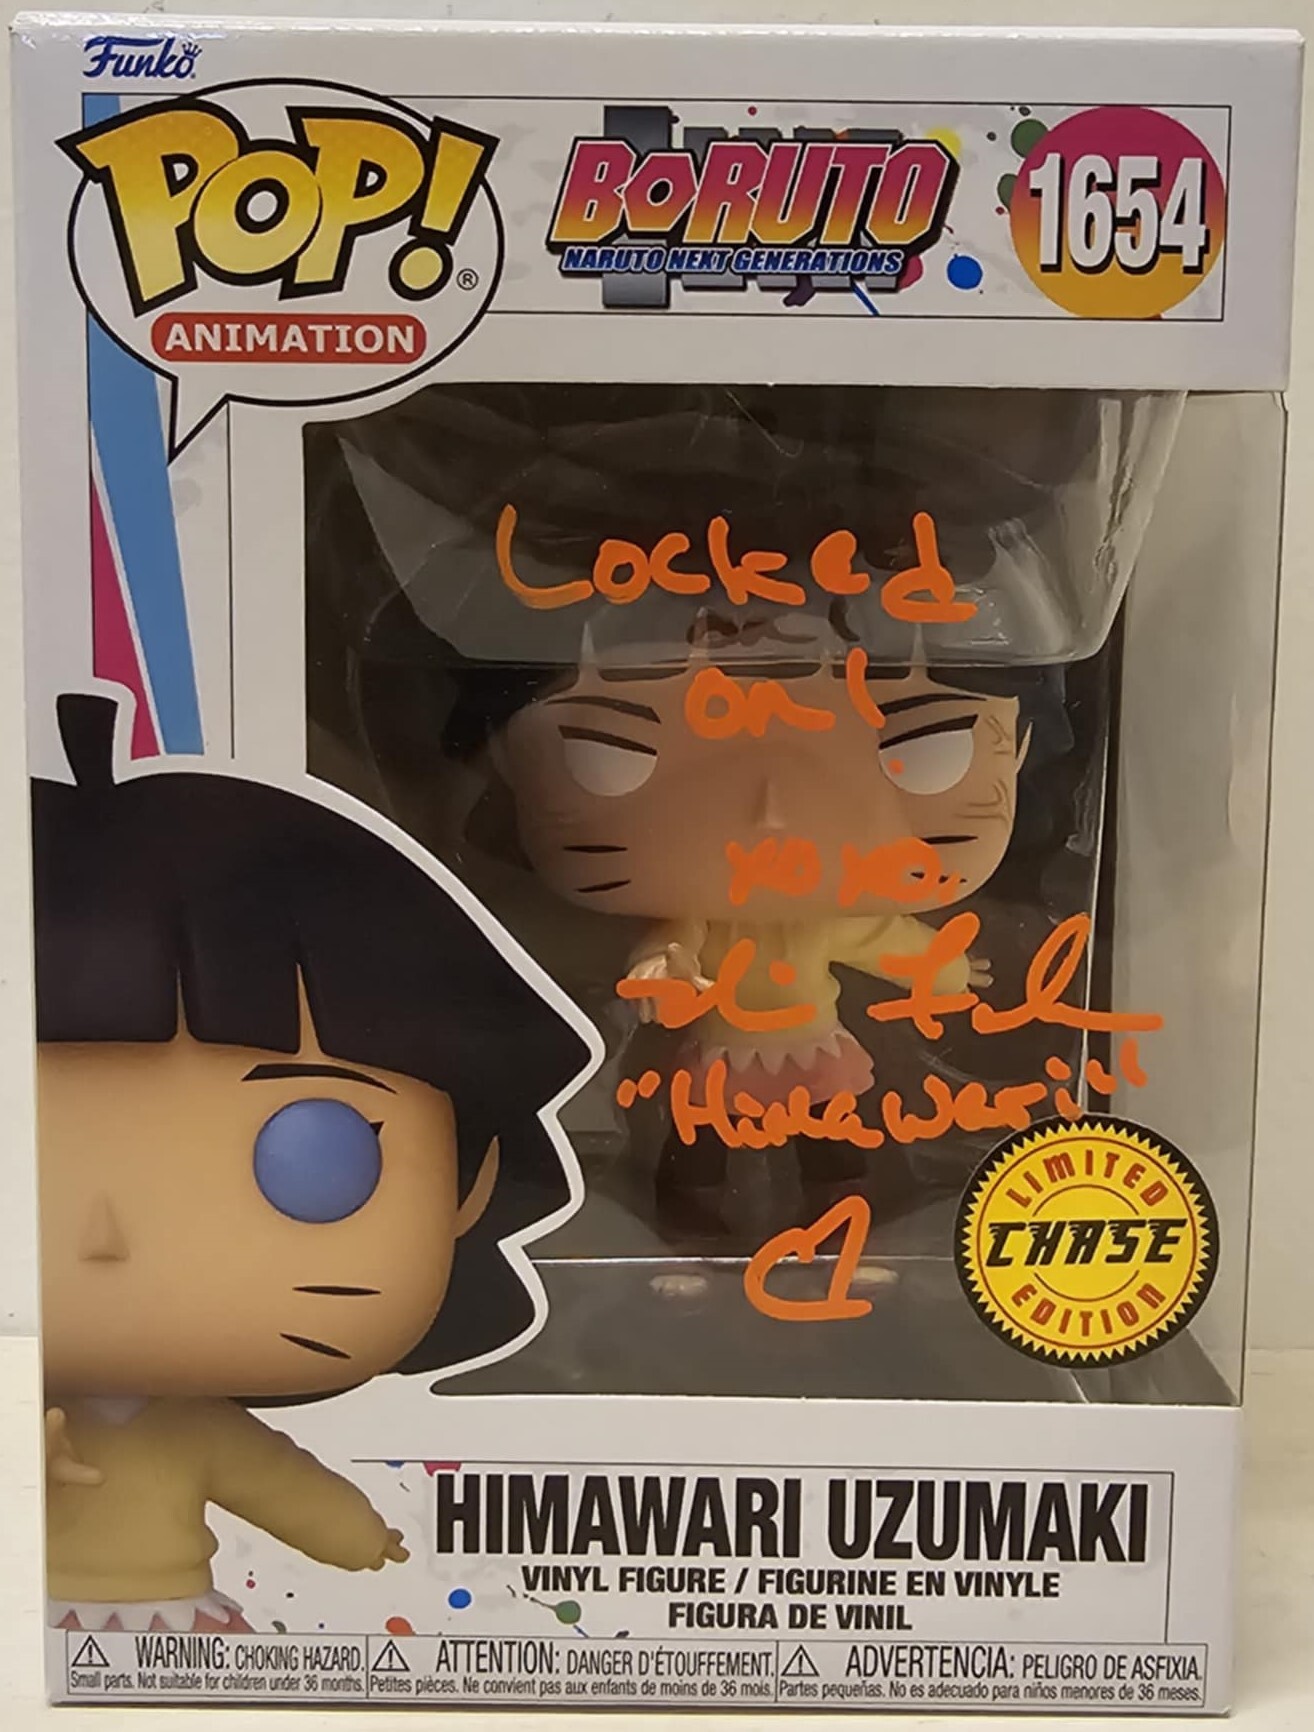 Funko
POP!®
ANIMATION
BORUTO
NARUTO NEXT GENERATIONS
1654
Locked
on!
xoxo.
"Himawari"
LIMITED
CHASE
EDITION
HIMAWARI UZUMAKI
VINYL FIGURE / FIGURINE EN VINYLE
FIGURA DE VINIL
WARNING: CHOKING HAZARD.
Small parts. Not suitable for children under 36 months.
ATTENTION: DANGER D'ÉTOUFFEMENT.
Petites pièces. Ne convient pas aux enfants de moins de 36 mois.
ADVERTENCIA: PELIGRO DE ASFIXIA.
Partes pequeñas. No es adecuado para niños menores de 36 meses.